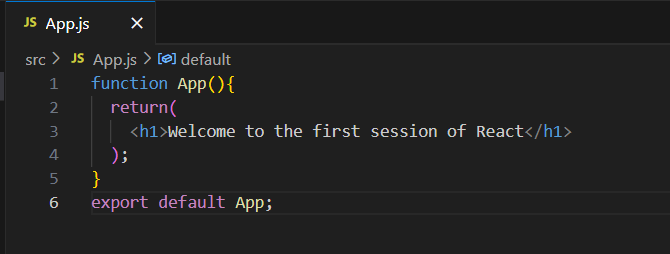 JS App.js ×
src > JS App.js > default
1 function App(){
2   return(
3     <h1>Welcome to the first session of React</h1>
4   );
5 }
6 export default App;